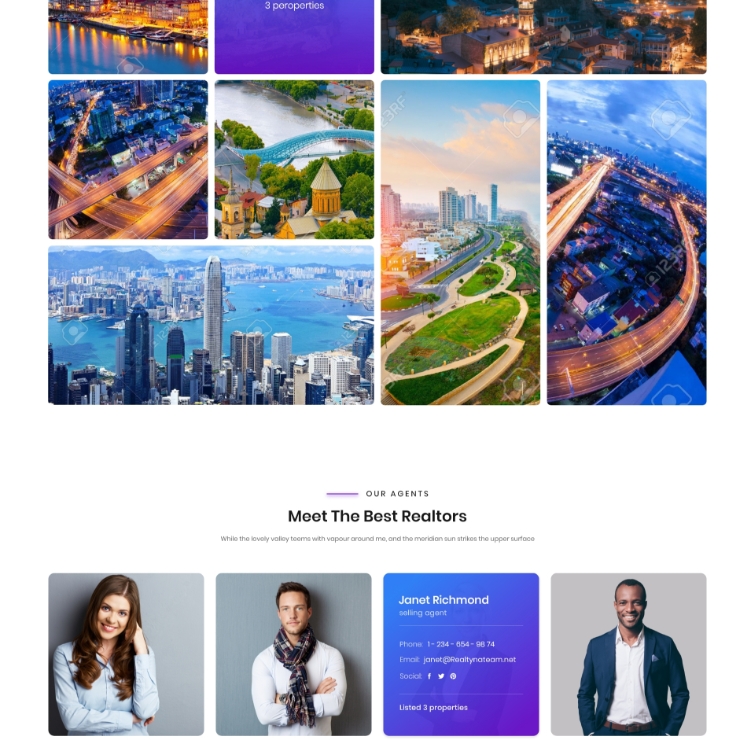 3 peroperties
OUR AGENTS
Meet The Best Realtors
While the lovely valley teems with vapour around me, and the meridian sun strikes the upper surface
Janet Richmond
selling agent
Phone: 1 - 234 - 654 - 98 74
Email: janet@Realtynateam.net
Social:
Listed 3 properties